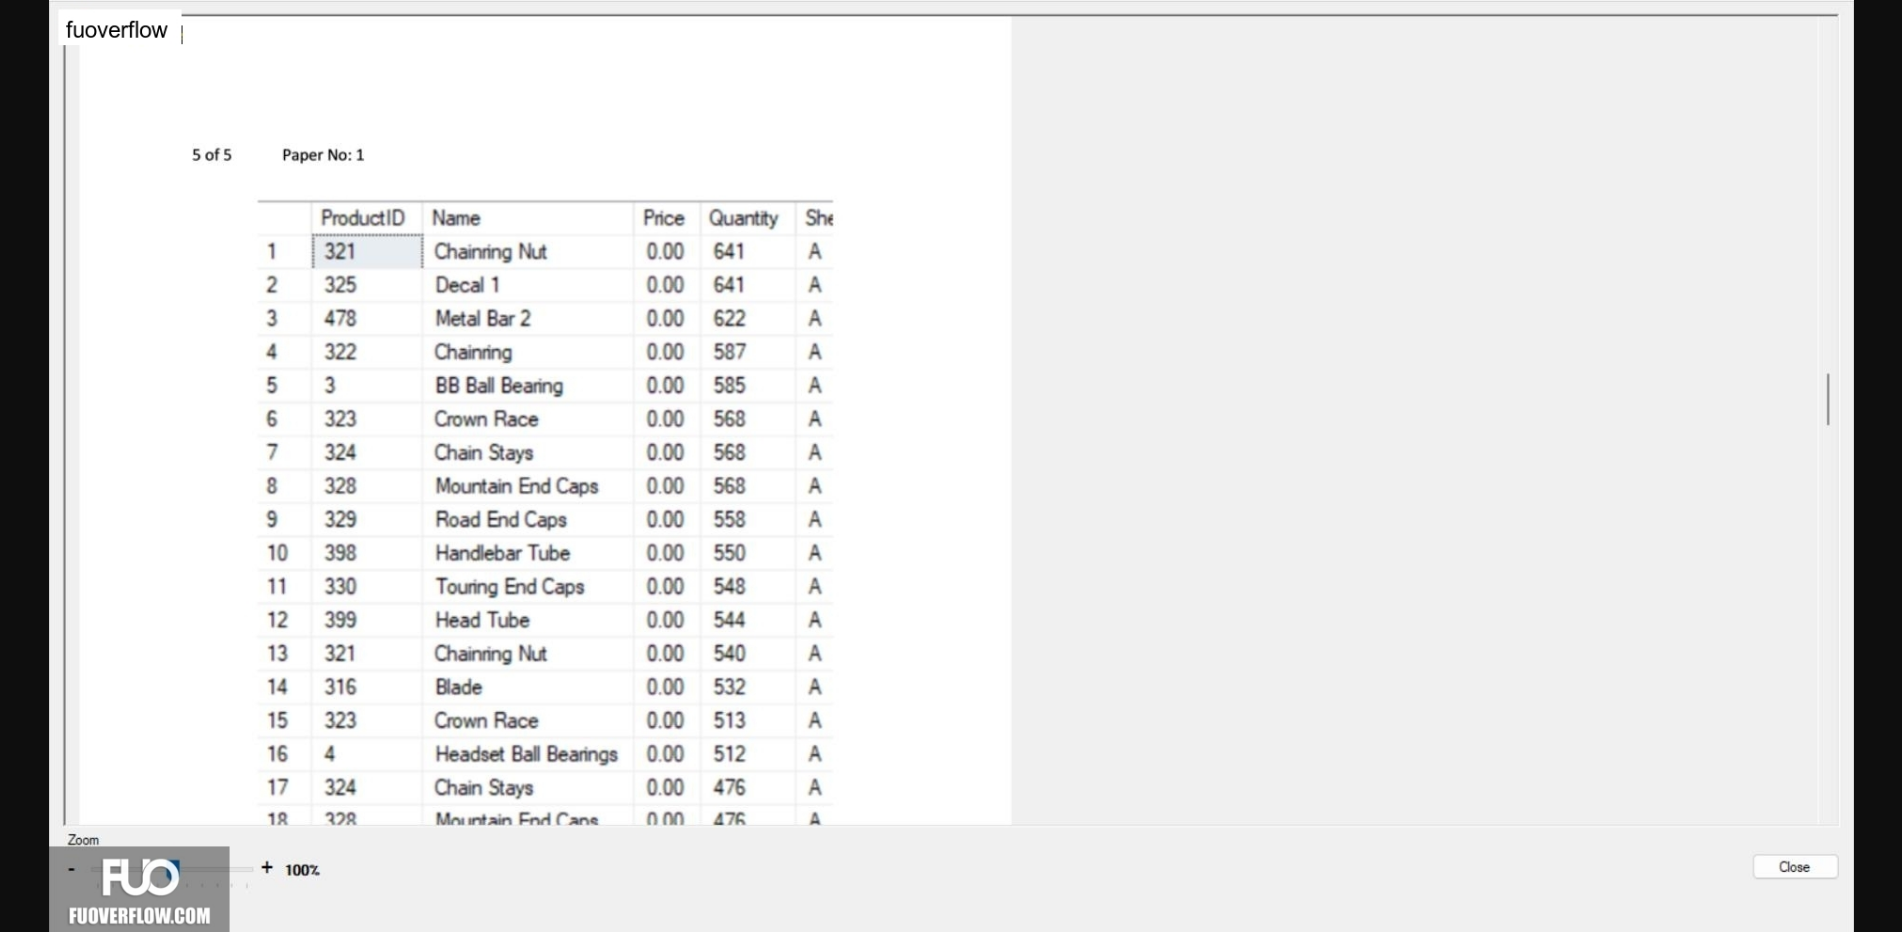 fuoverflow
5 of 5 Paper No: 1
ProductID Name Price Quantity She
1 321 Chainring Nut 0.00 641 A
2 325 Decal 1 0.00 641 A
3 478 Metal Bar 2 0.00 622 A
4 322 Chainring 0.00 587 A
5 3 BB Ball Bearing 0.00 585 A
6 323 Crown Race 0.00 568 A
7 324 Chain Stays 0.00 568 A
8 328 Mountain End Caps 0.00 568 A
9 329 Road End Caps 0.00 558 A
10 398 Handlebar Tube 0.00 550 A
11 330 Touring End Caps 0.00 548 A
12 399 Head Tube 0.00 544 A
13 321 Chainring Nut 0.00 540 A
14 316 Blade 0.00 532 A
15 323 Crown Race 0.00 513 A
16 4 Headset Ball Bearings 0.00 512 A
17 324 Chain Stays 0.00 476 A
18 328 Mountain End Caps 0.00 476 A
Zoom
- + 100%
Close
FUO
FUOVERFLOW.COM